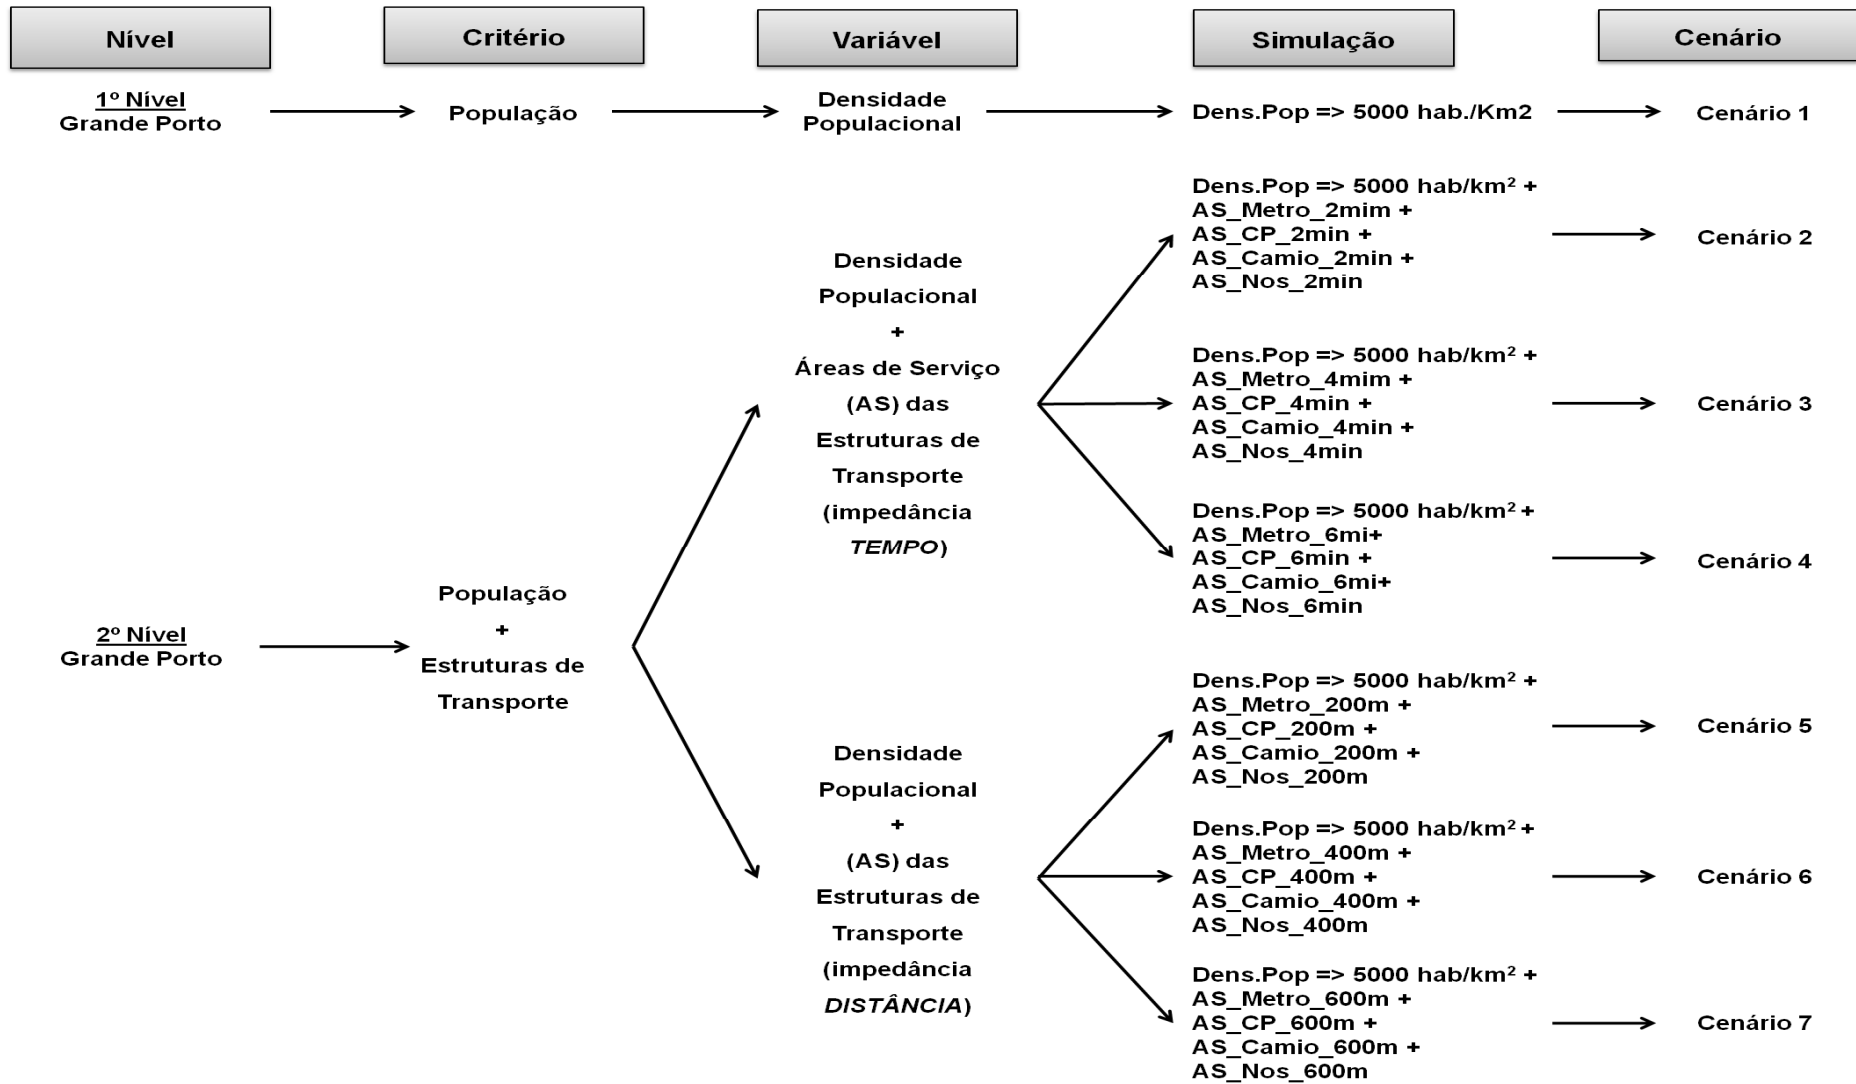 Nível
Critério
Variável
Simulação
Cenário
1º Nível
Grande Porto
População
Densidade
Populacional
Dens.Pop => 5000 hab./Km2
Cenário 1
2º Nível
Grande Porto
População
+
Estruturas de
Transporte
Densidade
Populacional
+
Áreas de Serviço
(AS) das
Estruturas de
Transporte
(impedância
TEMPO)
Dens.Pop => 5000 hab/km² +
AS_Metro_2mim +
AS_CP_2min +
AS_Camio_2min +
AS_Nos_2min
Cenário 2
Dens.Pop => 5000 hab/km² +
AS_Metro_4mim +
AS_CP_4min +
AS_Camio_4min +
AS_Nos_4min
Cenário 3
Dens.Pop => 5000 hab/km² +
AS_Metro_6mi+
AS_CP_6min +
AS_Camio_6mi+
AS_Nos_6min
Cenário 4
Densidade
Populacional
+
(AS) das
Estruturas de
Transporte
(impedância
DISTÂNCIA)
Dens.Pop => 5000 hab/km² +
AS_Metro_200m +
AS_CP_200m +
AS_Camio_200m +
AS_Nos_200m
Cenário 5
Dens.Pop => 5000 hab/km² +
AS_Metro_400m +
AS_CP_400m +
AS_Camio_400m +
AS_Nos_400m
Cenário 6
Dens.Pop => 5000 hab/km² +
AS_Metro_600m +
AS_CP_600m +
AS_Camio_600m +
AS_Nos_600m
Cenário 7